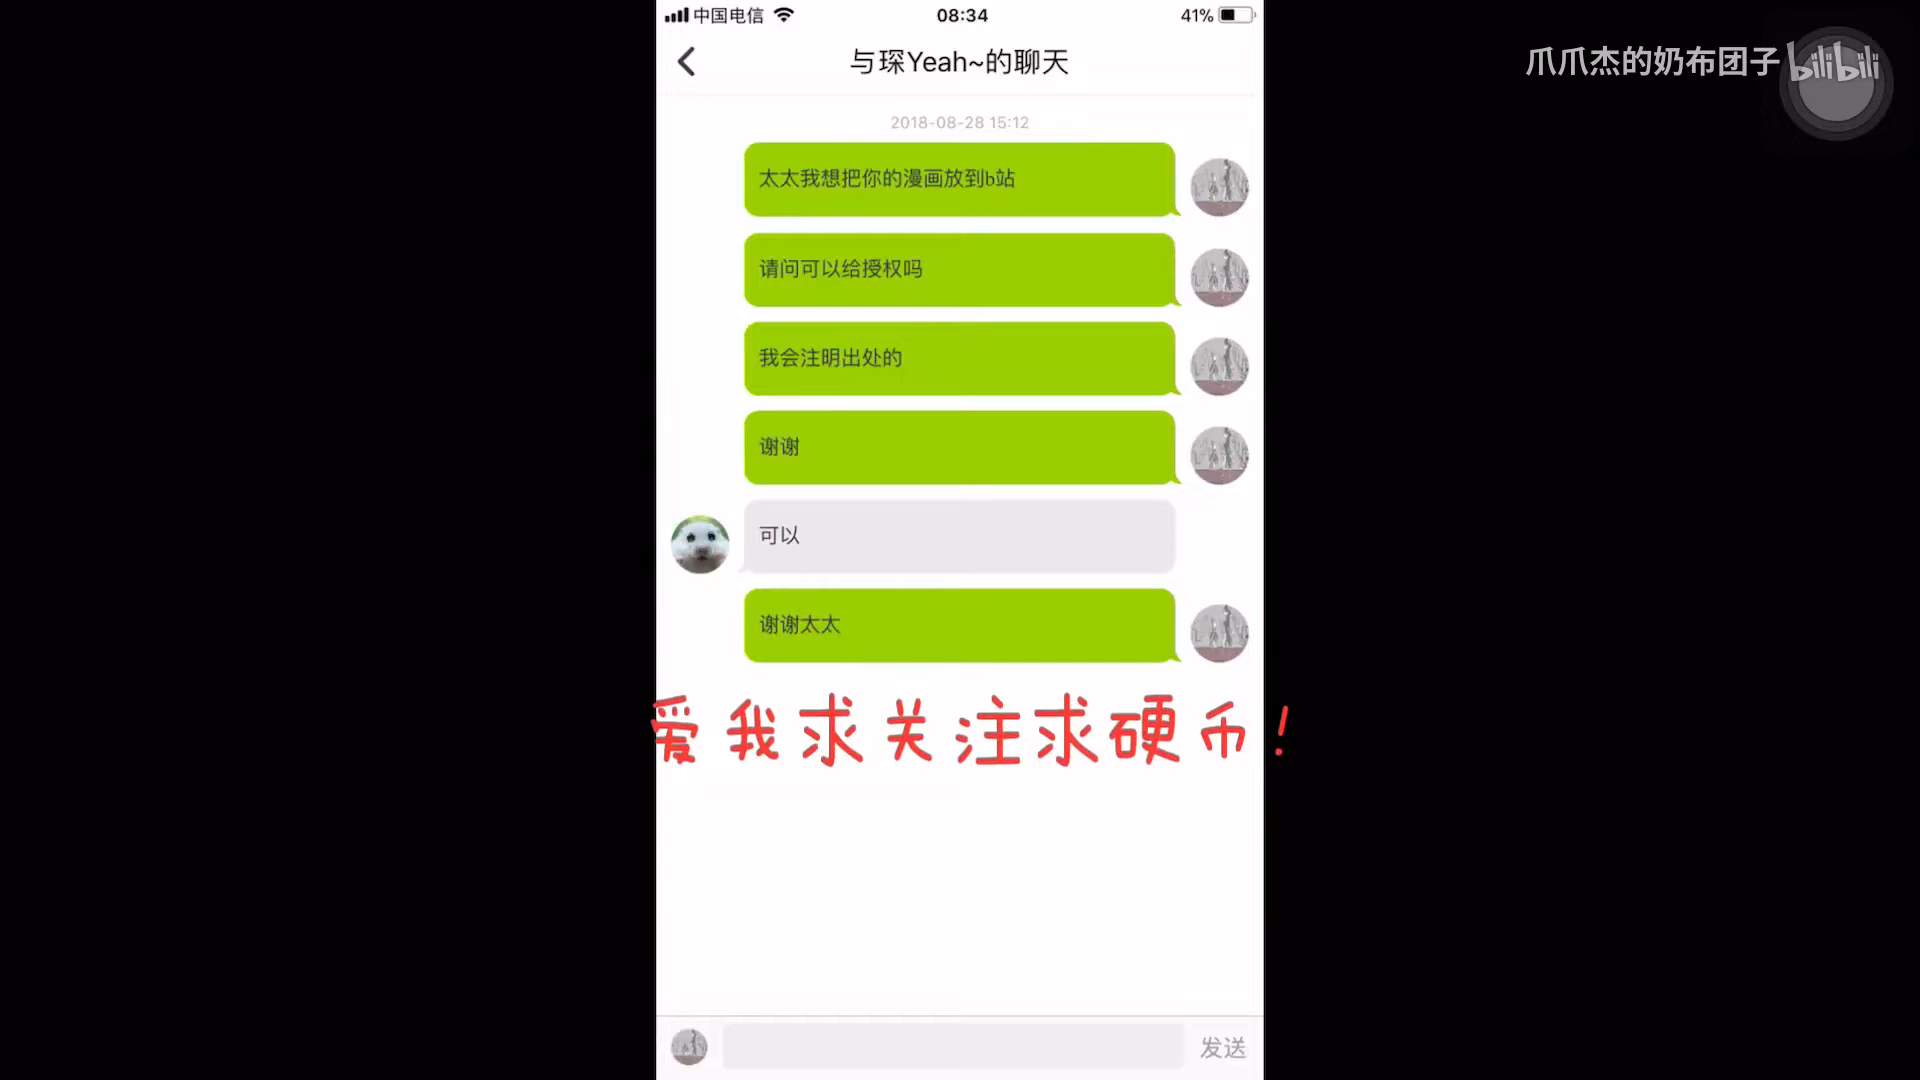 中国电信
08:34
41%
与琛Yeah~的聊天
爪爪杰的奶布团子
bilibili
2018-08-28 15:12
太太我想把你的漫画放到b站
请问可以给授权吗
我会注明出处的
谢谢
可以
谢谢太太
爱我求关注求硬币!
发送